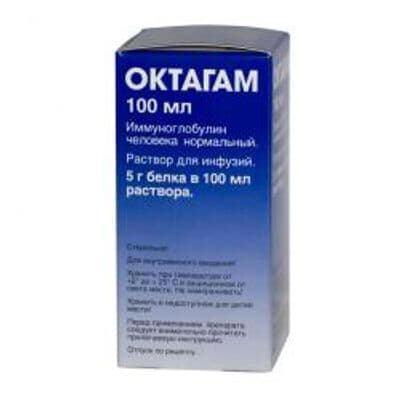 ОКТАГАМ
100 мл
Иммуноглобулин
человека нормальный.
Раствор для инфузий.
5 г белка в 100 мл
раствора.
Стерильно!
Для внутривенного введения!
Хранить при температуре от
+2° до + 25° С в защищенном от
света месте. Не замораживать!
Хранить в недоступном для детей
месте!
Перед применением препарата
следует внимательно прочитать
прилагаемую инструкцию.
Отпуск по рецепту.